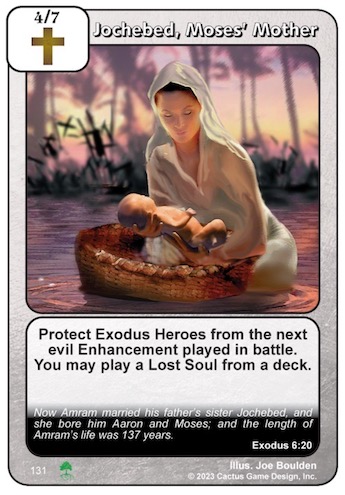 4/7
Jochebed, Moses' Mother
Protect Exodus Heroes from the next
evil Enhancement played in battle.
You may play a Lost Soul from a deck.
Now Amram married his father's sister Jochebed, and
she bore him Aaron and Moses; and the length of
Amram's life was 137 years.
Exodus 6:20
131
Illus. Joe Boulden
© 2023 Cactus Game Design, Inc.